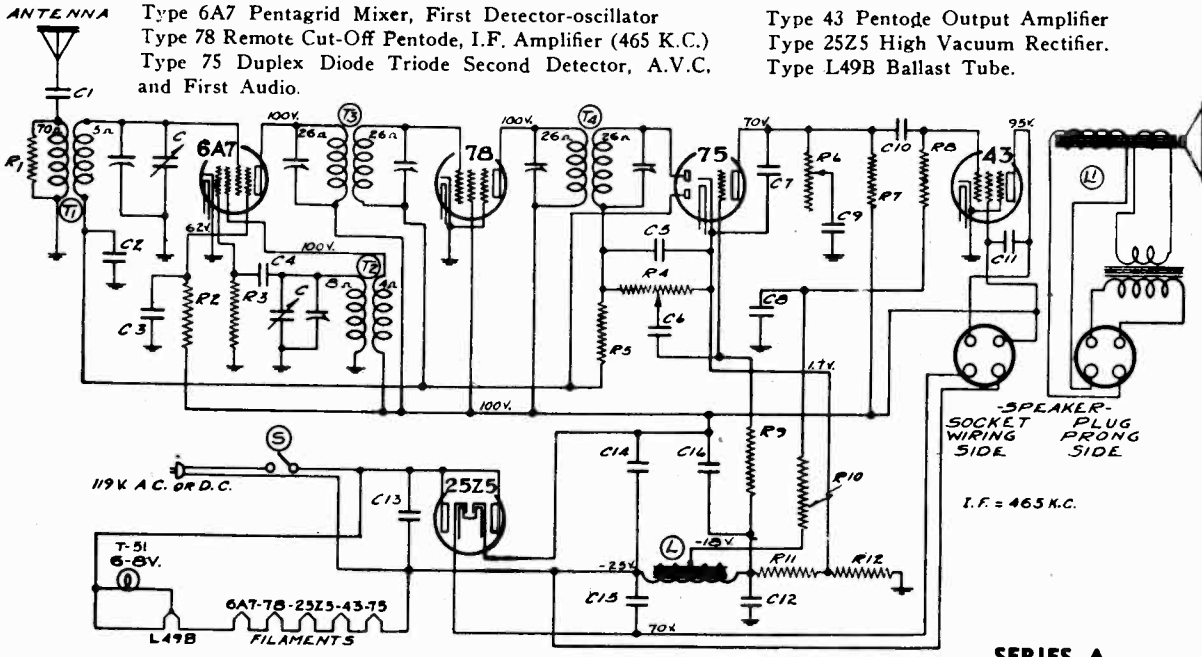 ANTENNA
Type 6A7 Pentagrid Mixer, First Detector-oscillator
Type 78 Remote Cut-Off Pentode, I.F. Amplifier (465 K.C.)
Type 75 Duplex Diode Triode Second Detector, A.V.C.
and First Audio.
Type 43 Pentode Output Amplifier
Type 25Z5 High Vacuum Rectifier.
Type L49B Ballast Tube.
C1
70Ω
5Ω
R1
T1
C
6A7
100V.
26Ω
T3
26Ω
78
100V.
26Ω
T4
26Ω
75
70V
C7
R6
C9
C10
R7
R8
43
95V.
L1
C2
62V.
C4
100V.
T2
C3
R2
R3
C
8Ω
4Ω
C5
R4
C6
R5
C8
C11
1.7V.
100V.
-SPEAKER-
SOCKET
WIRING
SIDE
PLUG
PRONG
SIDE
S
119V. A.C. OR D.C.
C13
25Z5
C14
C16
R9
R10
I.F. = 465 K.C.
T-51
6-8V.
L49B
6A7-78-25Z5-43-75
FILAMENTS
-25V.
L
-18V.
R11
R12
C15
C12
70V
SERIES A